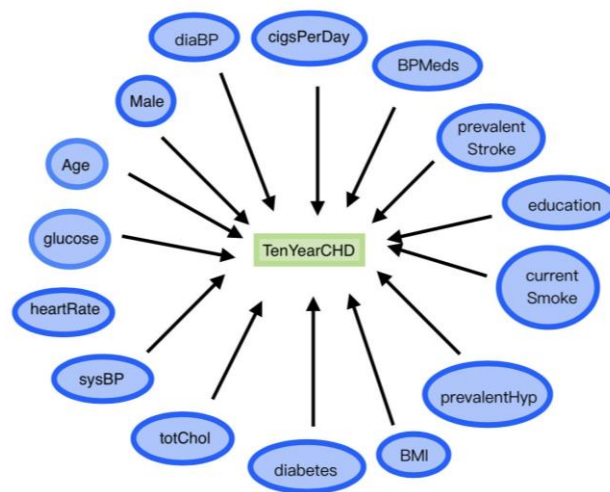 diaBP
cigsPerDay
BPMeds
Male
prevalent
Stroke
Age
education
glucose
TenYearCHD
current
Smoke
heartRate
sysBP
prevalentHyp
totChol
diabetes
BMI